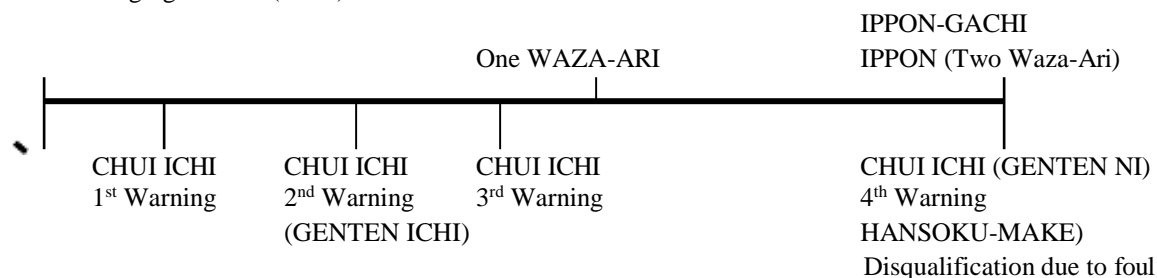 IPPON-GACHI
One WAZA-ARI IPPON (Two Waza-Ari)
CHUI ICHI CHUI ICHI CHUI ICHI CHUI ICHI (GENTEN NI)
1st Warning 2nd Warning 3rd Warning 4th Warning
(GENTEN ICHI) HANSOKU-MAKE)
Disqualification due to foul